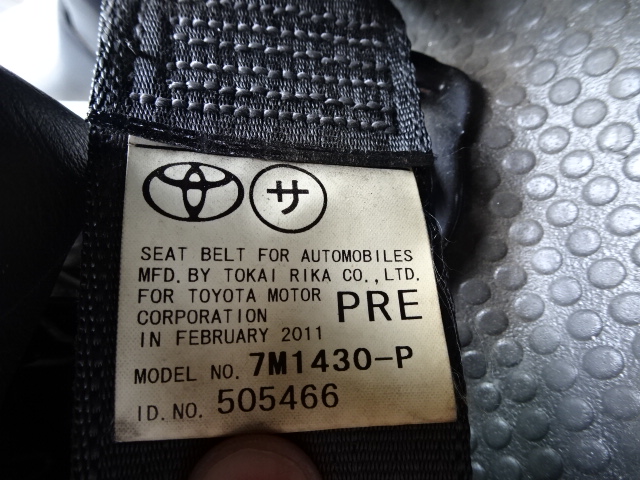 サ
SEAT BELT FOR AUTOMOBILES
MFD. BY TOKAI RIKA CO., LTD.
FOR TOYOTA MOTOR
CORPORATION PRE
IN FEBRUARY 2011
MODEL NO. 7M1430-P
ID. NO. 505466